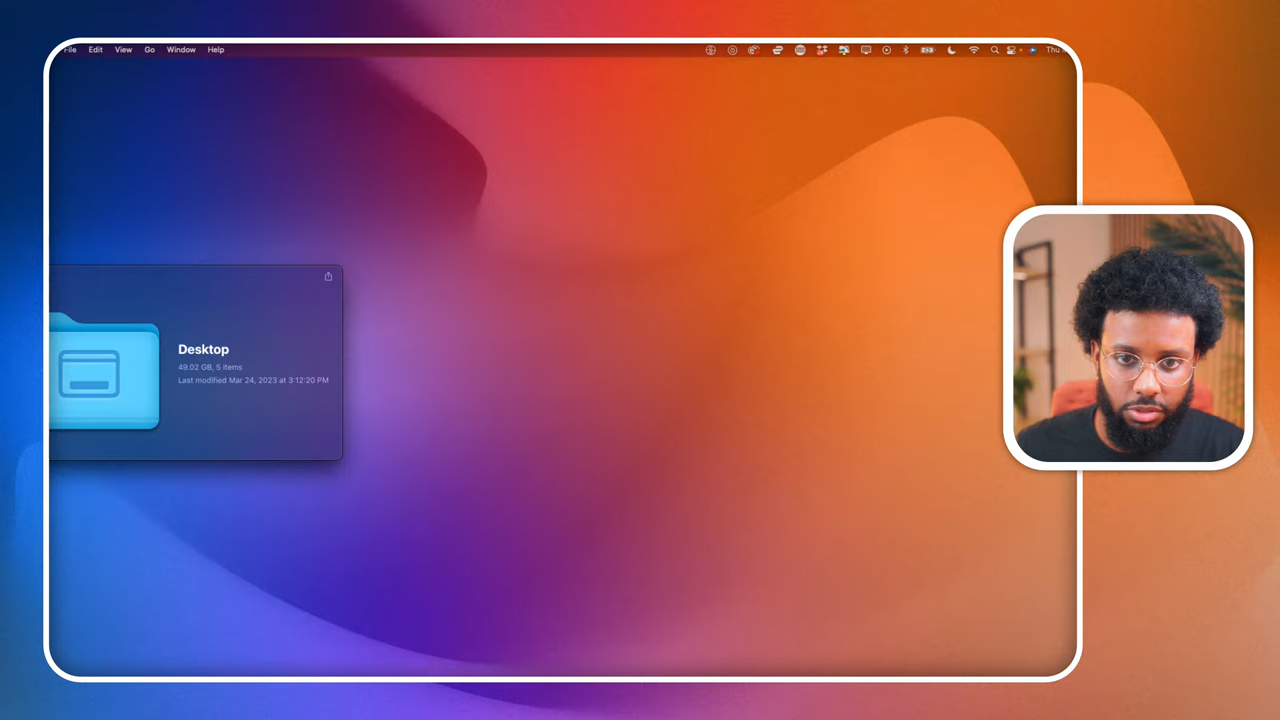 File Edit View Go Window Help Thu
Desktop
49.02 GB, 5 items
Last modified Mar 24, 2023 at 3:12:20 PM